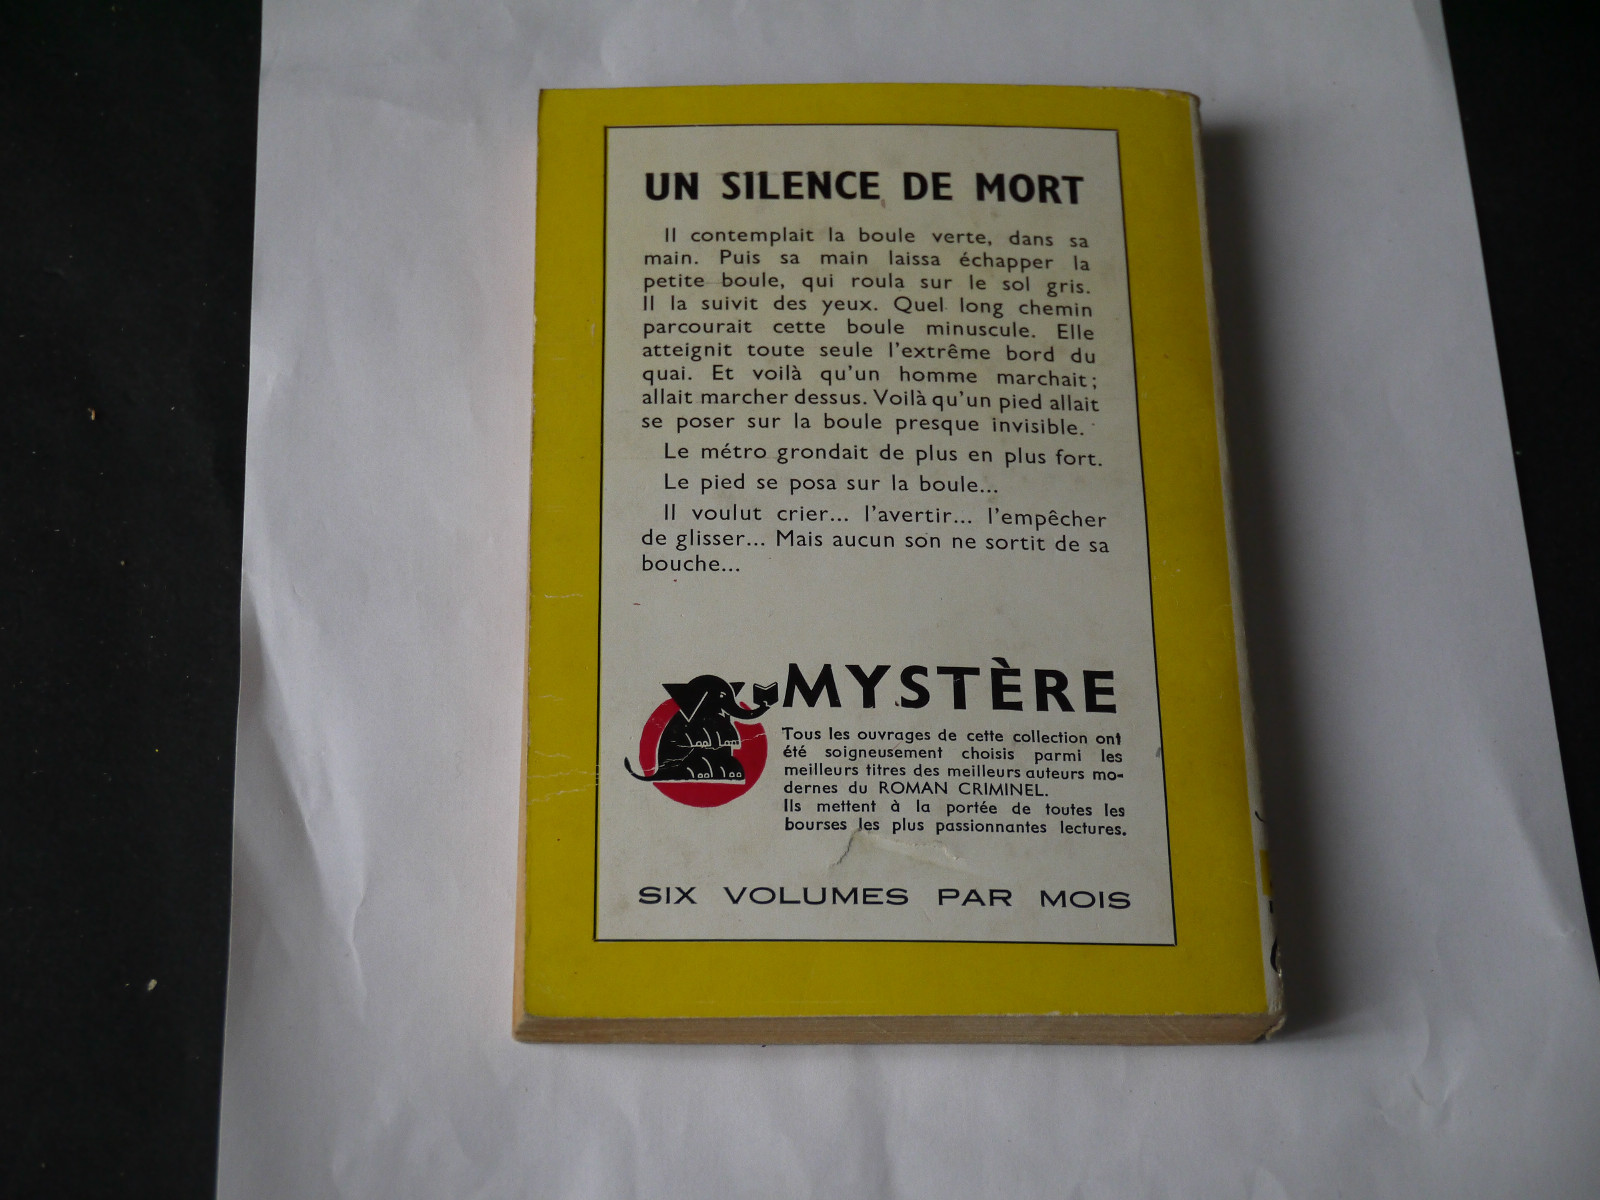 UN SILENCE DE MORT
Il contemplait la boule verte, dans sa
main. Puis sa main laissa échapper la
petite boule, qui roula sur le sol gris.
Il la suivit des yeux. Quel long chemin
parcourait cette boule minuscule. Elle
atteignit toute seule l'extrême bord du
quai. Et voilà qu'un homme marchait;
allait marcher dessus. Voilà qu'un pied allait
se poser sur la boule presque invisible.
Le métro grondait de plus en plus fort.
Le pied se posa sur la boule...
Il voulut crier... l'avertir... l'empêcher
de glisser... Mais aucun son ne sortit de sa
bouche...
MYSTÈRE
Tous les ouvrages de cette collection ont
été soigneusement choisis parmi les
meilleurs titres des meilleurs auteurs mo-
dernes du ROMAN CRIMINEL.
Ils mettent à la portée de toutes les
bourses les plus passionnantes lectures.
SIX VOLUMES PAR MOIS